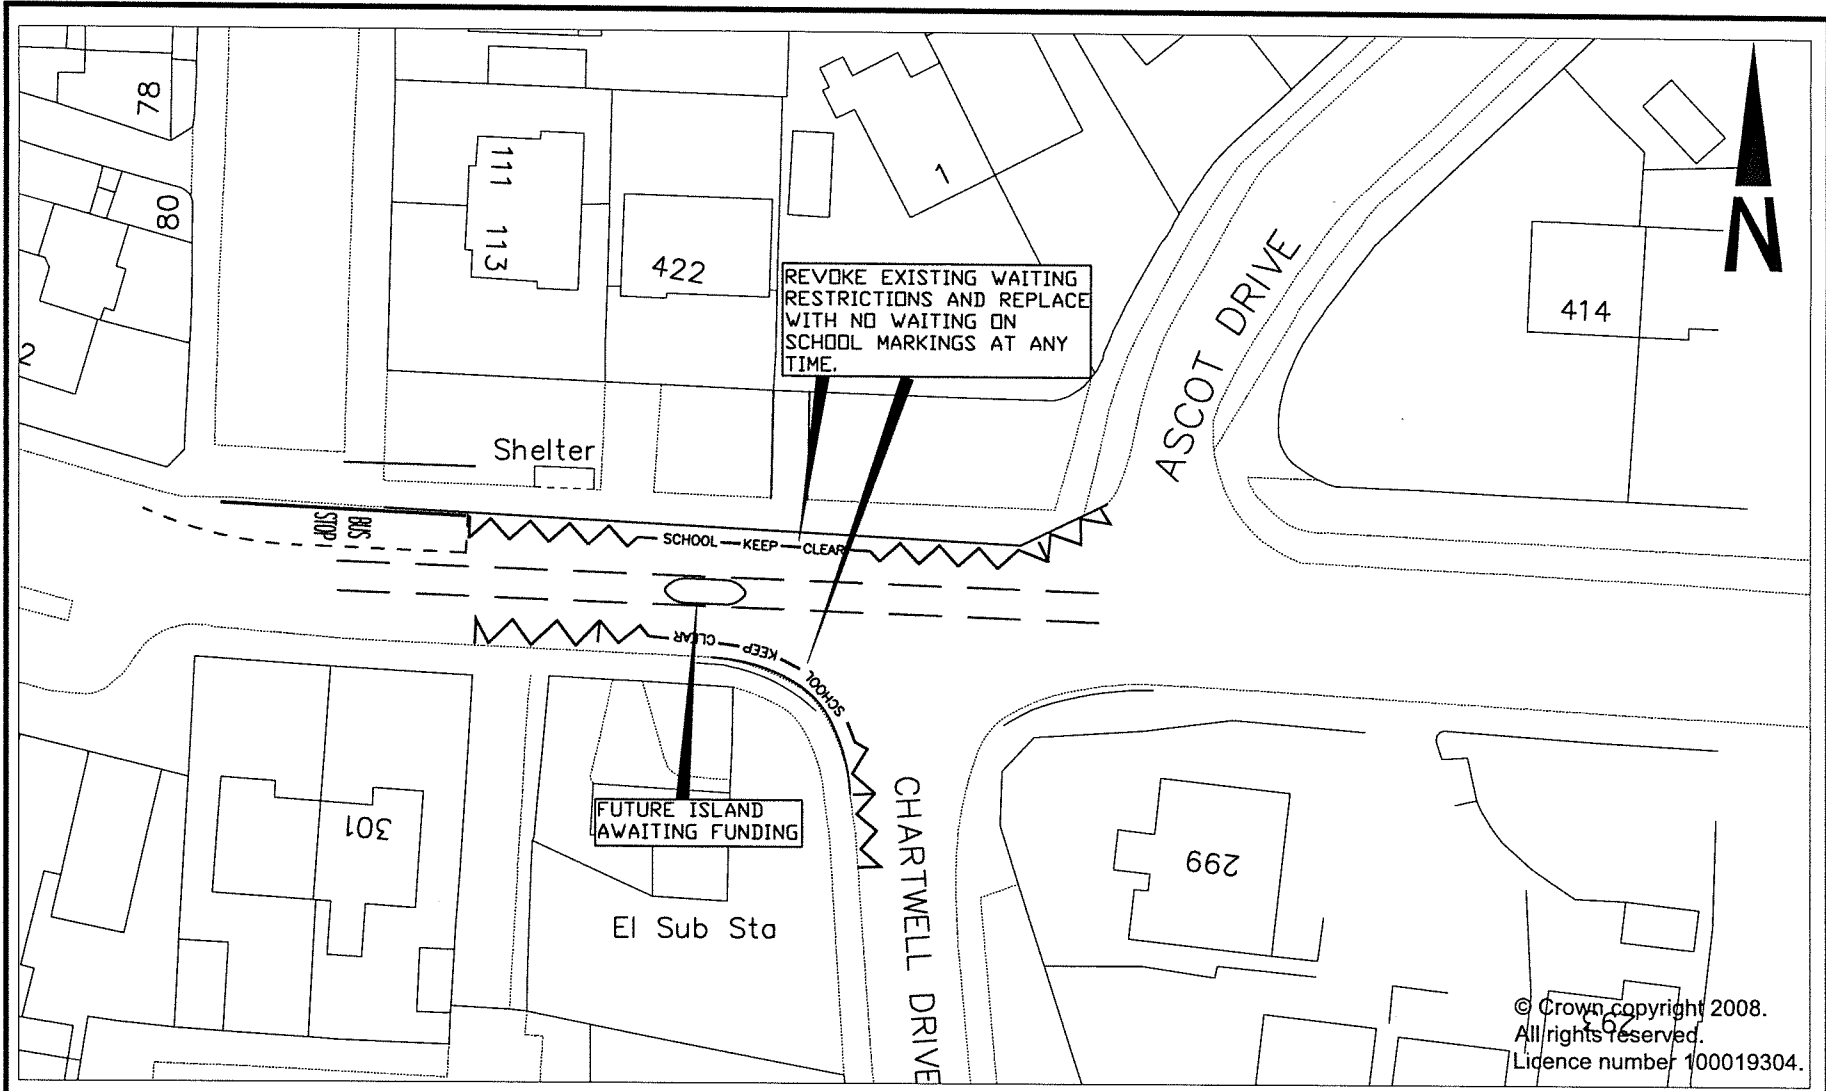 78
80
2
111
113
422
1
N
414
REVOKE EXISTING WAITING
RESTRICTIONS AND REPLACE
WITH NO WAITING ON
SCHOOL MARKINGS AT ANY
TIME.
ASCOT DRIVE
Shelter
BUS
STOP
SCHOOL KEEP CLEAR
SCHOOL KEEP CLEAR
FUTURE ISLAND
AWAITING FUNDING
301
El Sub Sta
CHARTWELL DRIVE
299
293
© Crown copyright 2008.
All rights reserved.
Licence number 100019304.